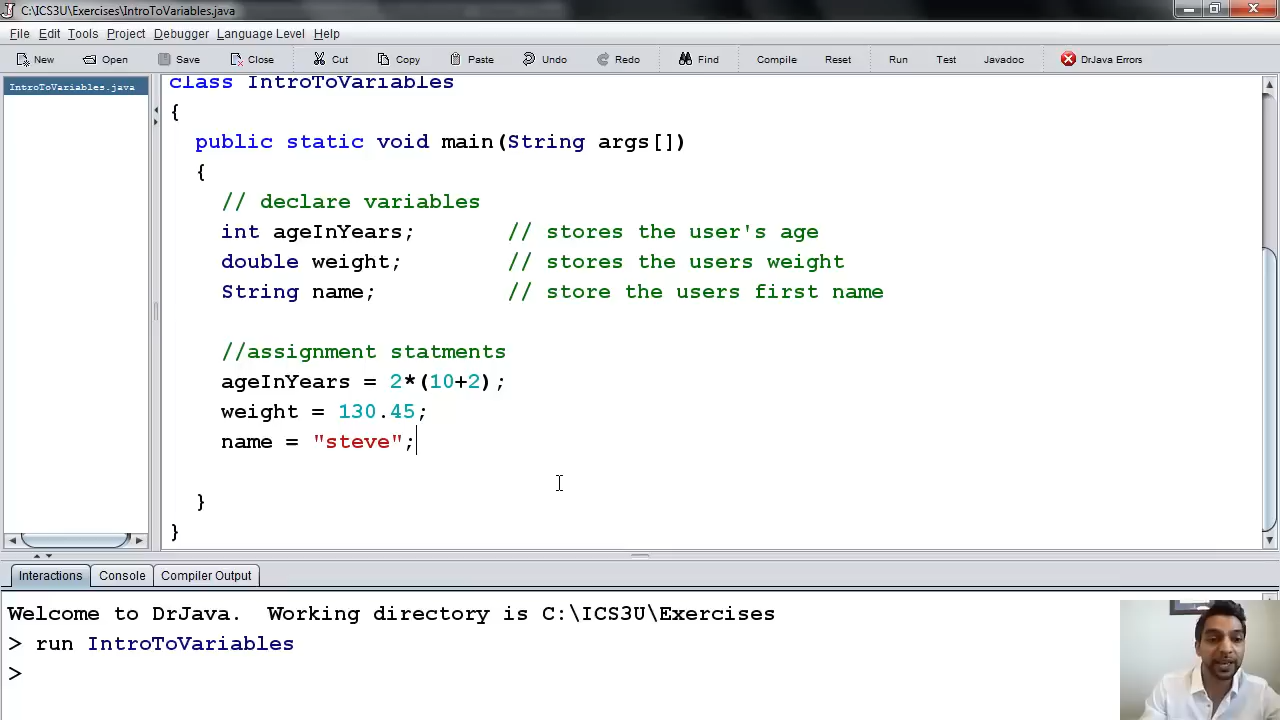 C:\ICS3U\Exercises\IntroToVariables.java
File Edit Tools Project Debugger Language Level Help
New Open Save Close Cut Copy Paste Undo Redo Find Compile Reset Run Test Javadoc DrJava Errors
IntroToVariables.java
class IntroToVariables
{
public static void main(String args[])
{
// declare variables
int ageInYears; // stores the user's age
double weight; // stores the users weight
String name; // store the users first name
//assignment statments
ageInYears = 2*(10+2);
weight = 130.45;
name = "steve";
}
}
Interactions Console Compiler Output
Welcome to DrJava. Working directory is C:\ICS3U\Exercises
> run IntroToVariables
>